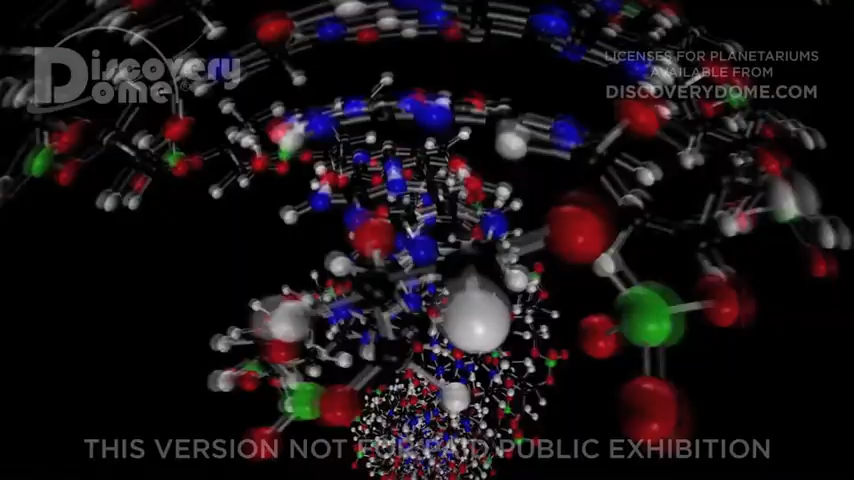 Discovery Dome®
LICENSES FOR PLANETARIUMS
AVAILABLE FROM
DISCOVERYDOME.COM
THIS VERSION NOT FOR PAID PUBLIC EXHIBITION